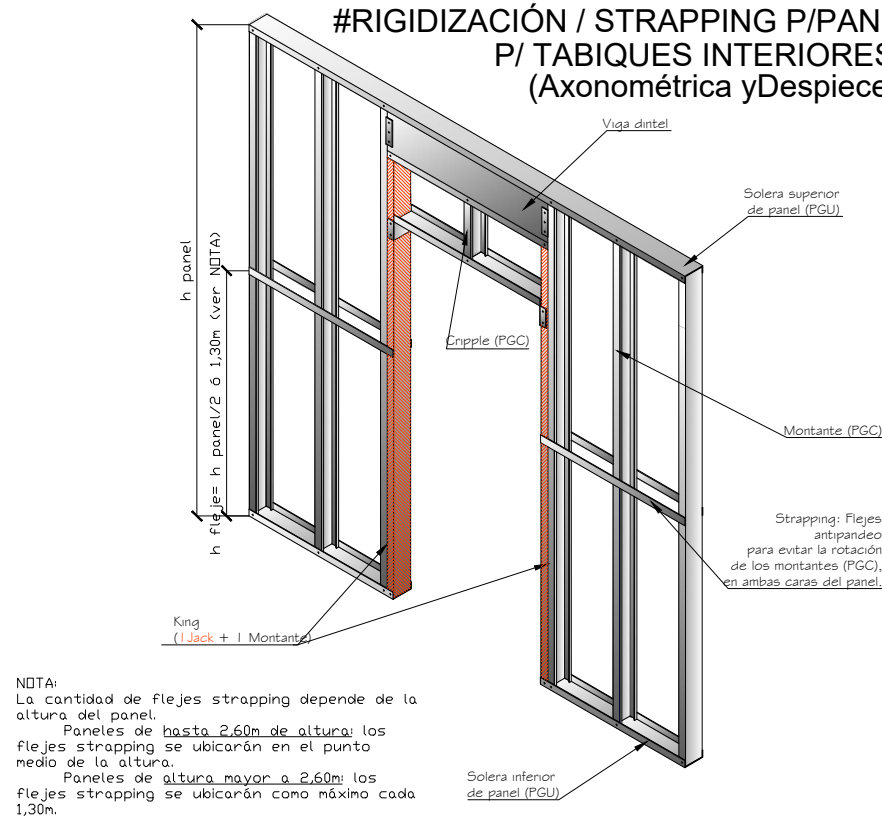 #RIGIDIZACIÓN / STRAPPING P/PAN
P/ TABIQUES INTERIORES
(Axonométrica yDespiece
Viga dintel
Solera superior
de panel (PGU)
h panel
h fleje= h panel/2 ó 1,30m (ver NOTA)
Cripple (PGC)
Montante (PGC)
Strapping: Flejes
antipandeo
para evitar la rotación
de los montantes (PGC),
en ambas caras del panel.
King
(1Jack + 1 Montante)
NOTA:
La cantidad de flejes strapping depende de la
altura del panel.
Paneles de hasta 2,60m de altura: los
flejes strapping se ubicarán en el punto
medio de la altura.
Paneles de altura mayor a 2,60m: los
flejes strapping se ubicarán como máximo cada
1,30m.
Solera inferior
de panel (PGU)